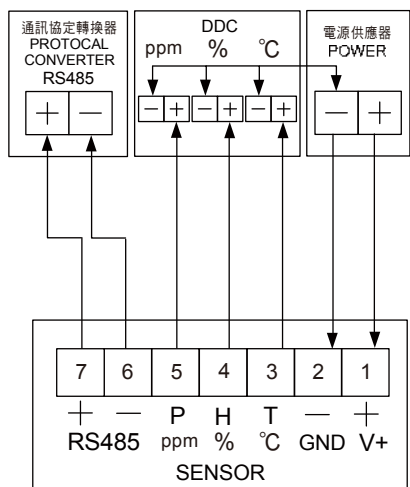 通訊協定轉換器
PROTOCAL
CONVERTER
RS485
+ −
DDC
ppm % ℃
− + − + − +
電源供應器
POWER
− +
7 6 5 4 3 2 1
+ − P H T − +
RS485 ppm % ℃ GND V+
SENSOR